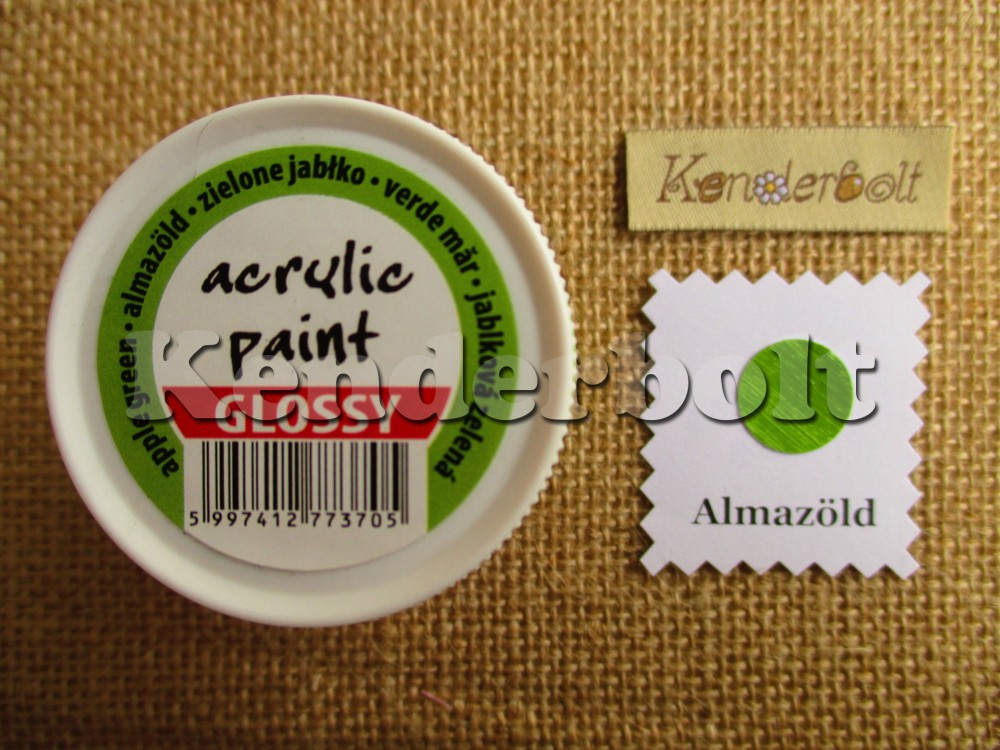 apple green • almazöld • zielone jabłko • verde măr • jablková zelená
acrylic
paint
GLOSSY
5 997412 773705
Kenderbolt
Almazöld
Kenderbolt